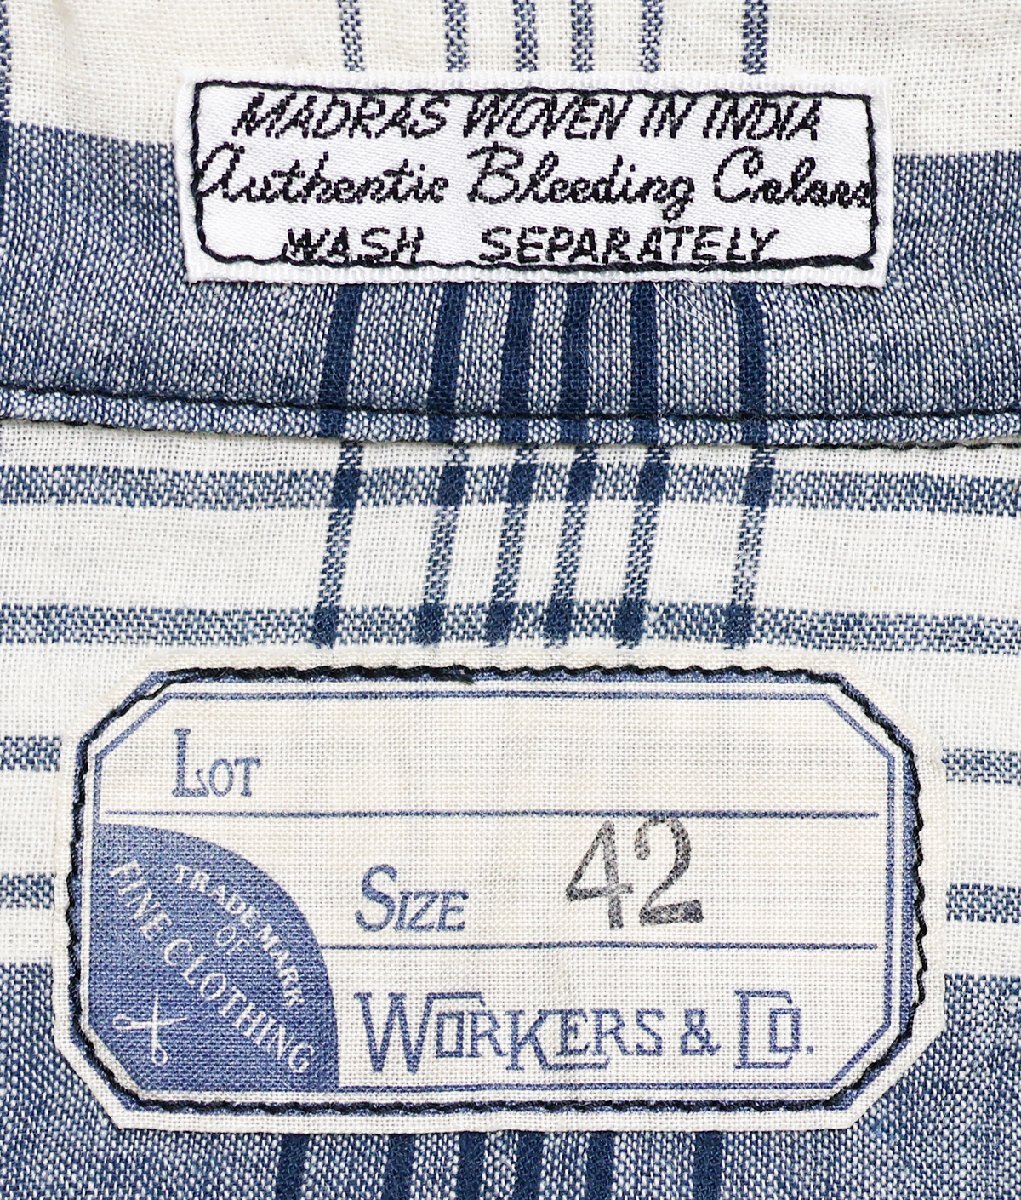 MADRAS WOVEN IN INDIA
Authentic Bleeding Colors
WASH SEPARATELY
LOT
SIZE 42
TRADE MARK
OF
FINE CLOTHING
WORKERS & CO.